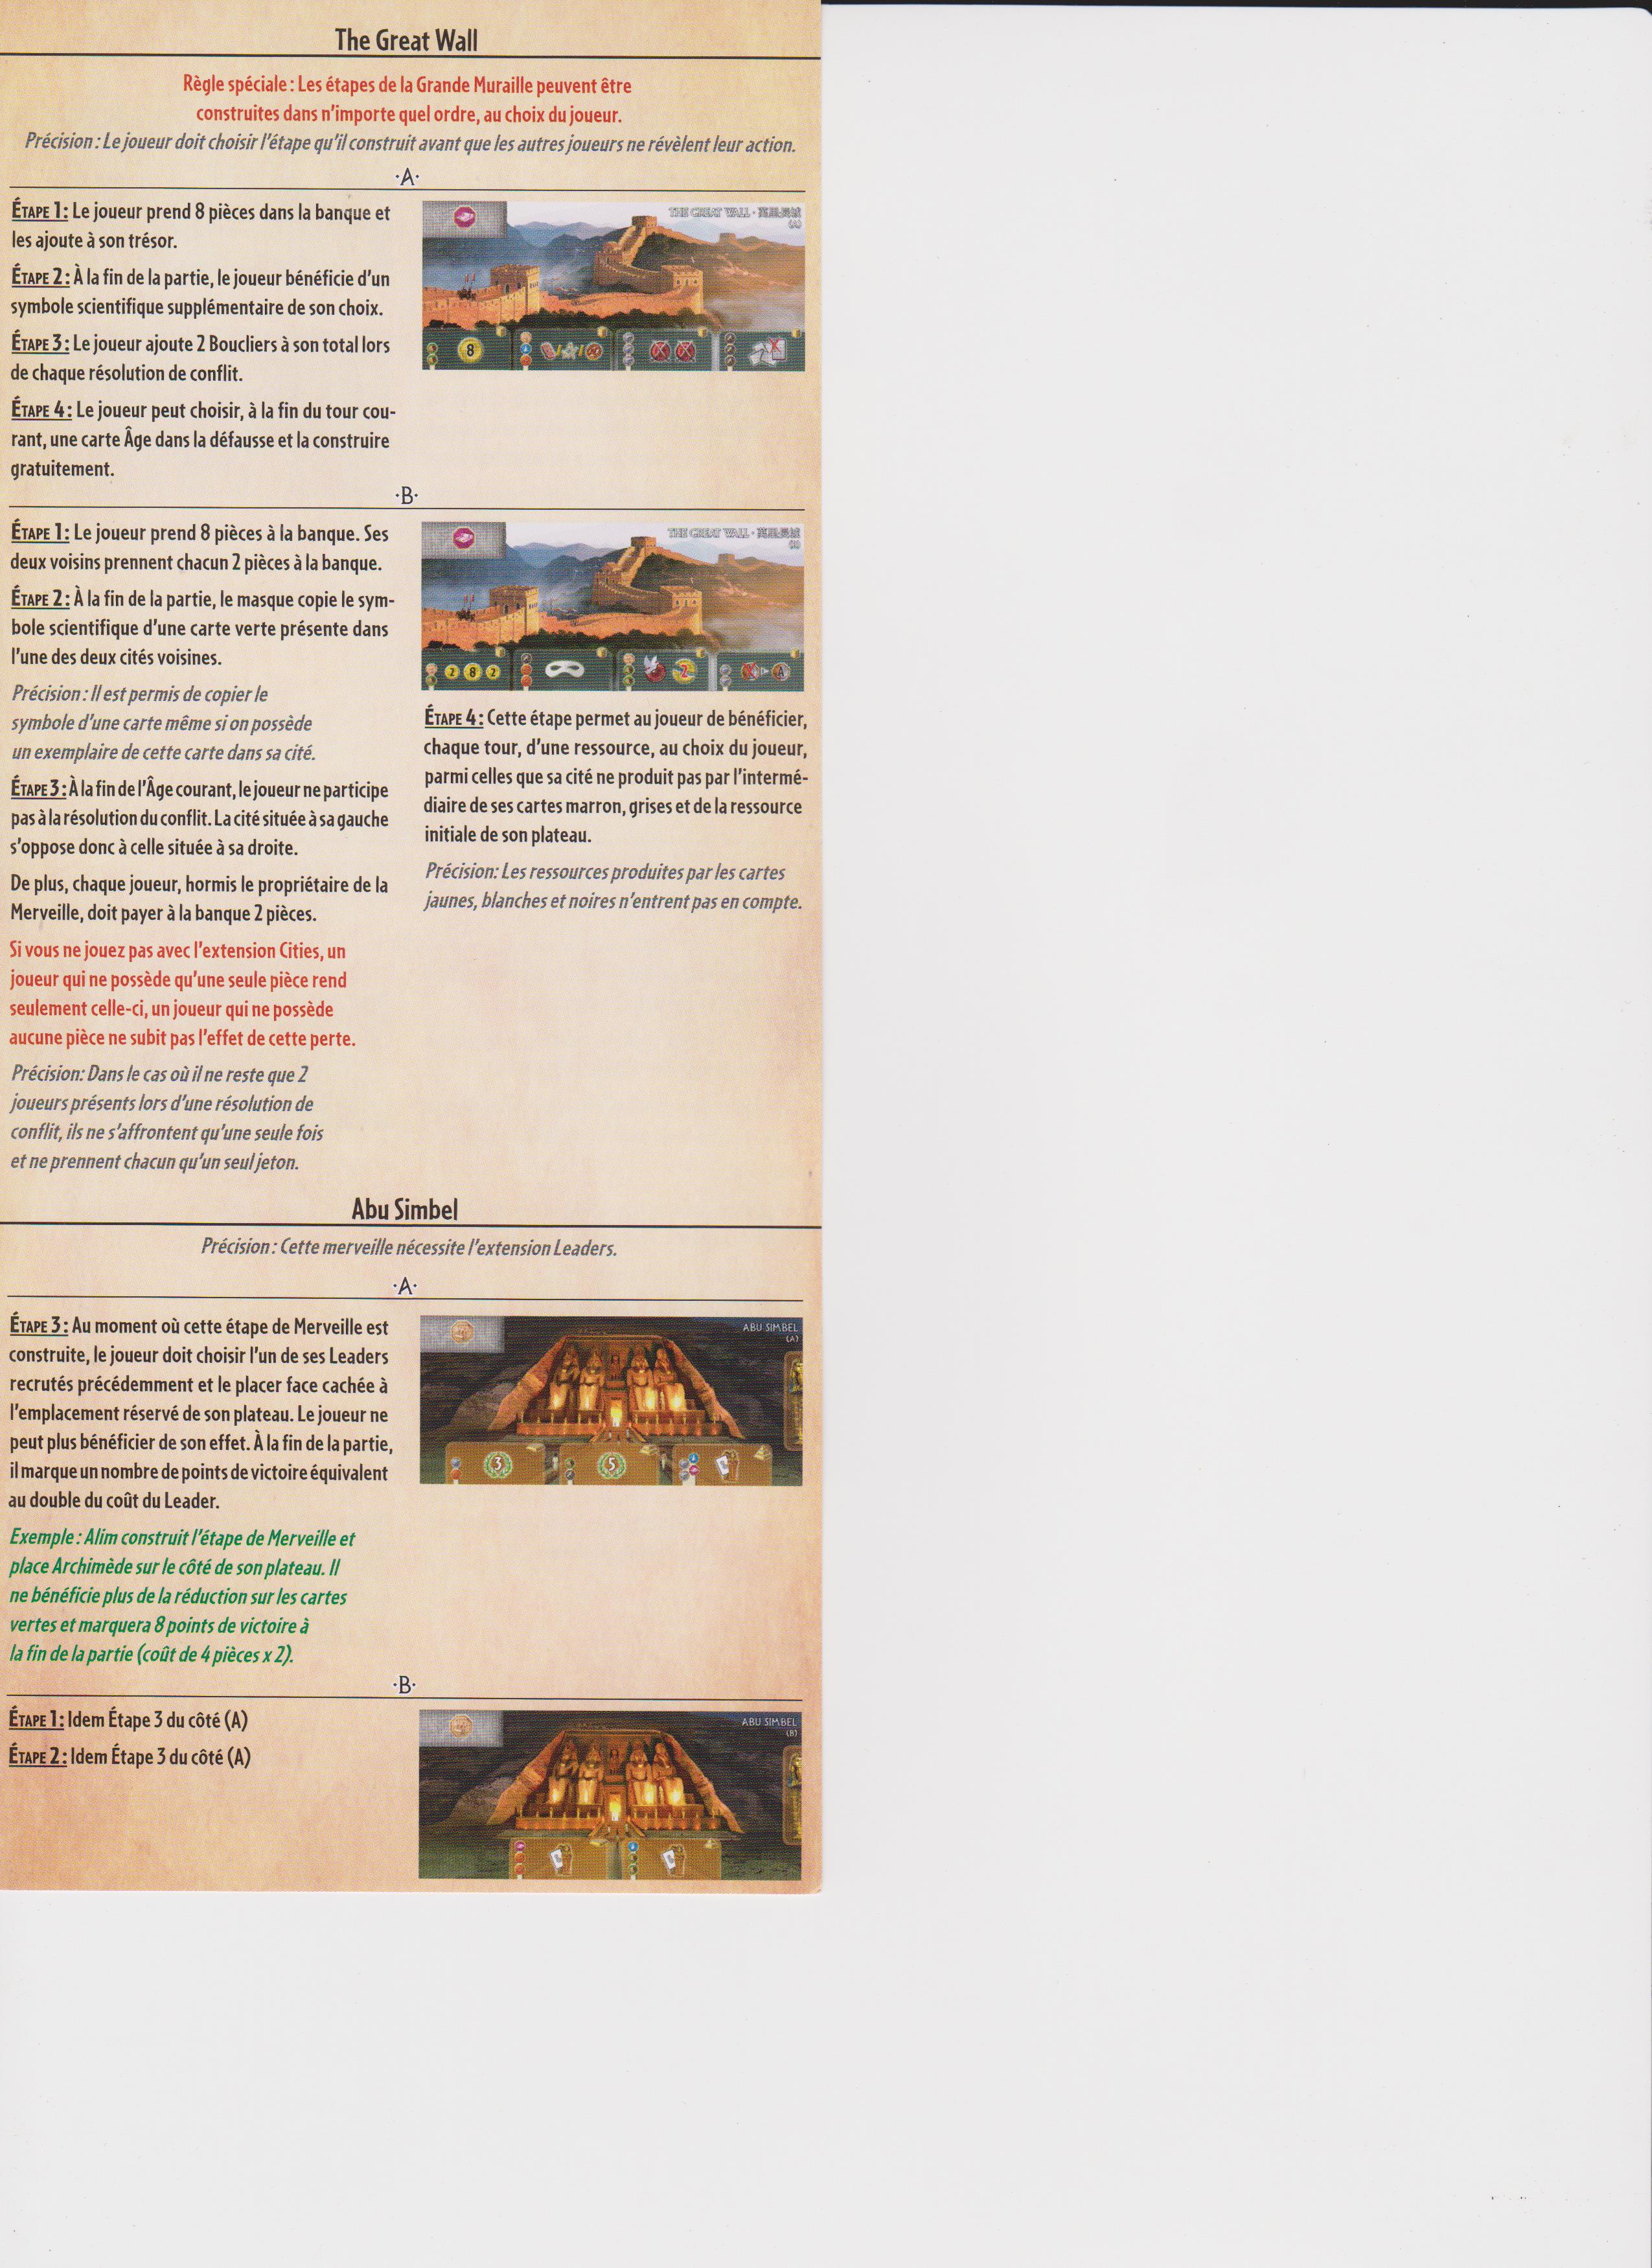 The Great Wall
Règle spéciale : Les étapes de la Grande Muraille peuvent être
construites dans n'importe quel ordre, au choix du joueur.
Précision : Le joueur doit choisir l'étape qu'il construit avant que les autres joueurs ne révèlent leur action.
·A·
Étape 1 : Le joueur prend 8 pièces dans la banque et
les ajoute à son trésor.
Étape 2 : À la fin de la partie, le joueur bénéficie d'un
symbole scientifique supplémentaire de son choix.
Étape 3 : Le joueur ajoute 2 Boucliers à son total lors
de chaque résolution de conflit.
Étape 4 : Le joueur peut choisir, à la fin du tour cou-
rant, une carte Âge dans la défausse et la construire
gratuitement.
THE GREAT WALL
(A)
8
·B·
Étape 1 : Le joueur prend 8 pièces à la banque. Ses
deux voisins prennent chacun 2 pièces à la banque.
Étape 2 : À la fin de la partie, le masque copie le sym-
bole scientifique d'une carte verte présente dans
l'une des deux cités voisines.
Précision : Il est permis de copier le
symbole d'une carte même si on possède
un exemplaire de cette carte dans sa cité.
Étape 3 : À la fin de l'Âge courant, le joueur ne participe
pas à la résolution du conflit. La cité située à sa gauche
s'oppose donc à celle située à sa droite.
De plus, chaque joueur, hormis le propriétaire de la
Merveille, doit payer à la banque 2 pièces.
Si vous ne jouez pas avec l'extension Cities, un
joueur qui ne possède qu'une seule pièce rend
seulement celle-ci, un joueur qui ne possède
aucune pièce ne subit pas l'effet de cette perte.
Précision: Dans le cas où il ne reste que 2
joueurs présents lors d'une résolution de
conflit, ils ne s'affrontent qu'une seule fois
et ne prennent chacun qu'un seul jeton.
THE GREAT WALL
2 8 2
Étape 4 : Cette étape permet au joueur de bénéficier,
chaque tour, d'une ressource, au choix du joueur,
parmi celles que sa cité ne produit pas par l'intermé-
diaire de ses cartes marron, grises et de la ressource
initiale de son plateau.
Précision: Les ressources produites par les cartes
jaunes, blanches et noires n'entrent pas en compte.
Abu Simbel
Précision : Cette merveille nécessite l'extension Leaders.
·A·
Étape 3 : Au moment où cette étape de Merveille est
construite, le joueur doit choisir l'un de ses Leaders
recrutés précédemment et le placer face cachée à
l'emplacement réservé de son plateau. Le joueur ne
peut plus bénéficier de son effet. À la fin de la partie,
il marque un nombre de points de victoire équivalent
au double du coût du Leader.
Exemple : Alim construit l'étape de Merveille et
place Archimède sur le côté de son plateau. Il
ne bénéficie plus de la réduction sur les cartes
vertes et marquera 8 points de victoire à
la fin de la partie (coût de 4 pièces x 2).
ABU SIMBEL
(A)
3
5
·B·
Étape 1 : Idem Étape 3 du côté (A)
Étape 2 : Idem Étape 3 du côté (A)
ABU SIMBEL
(B)